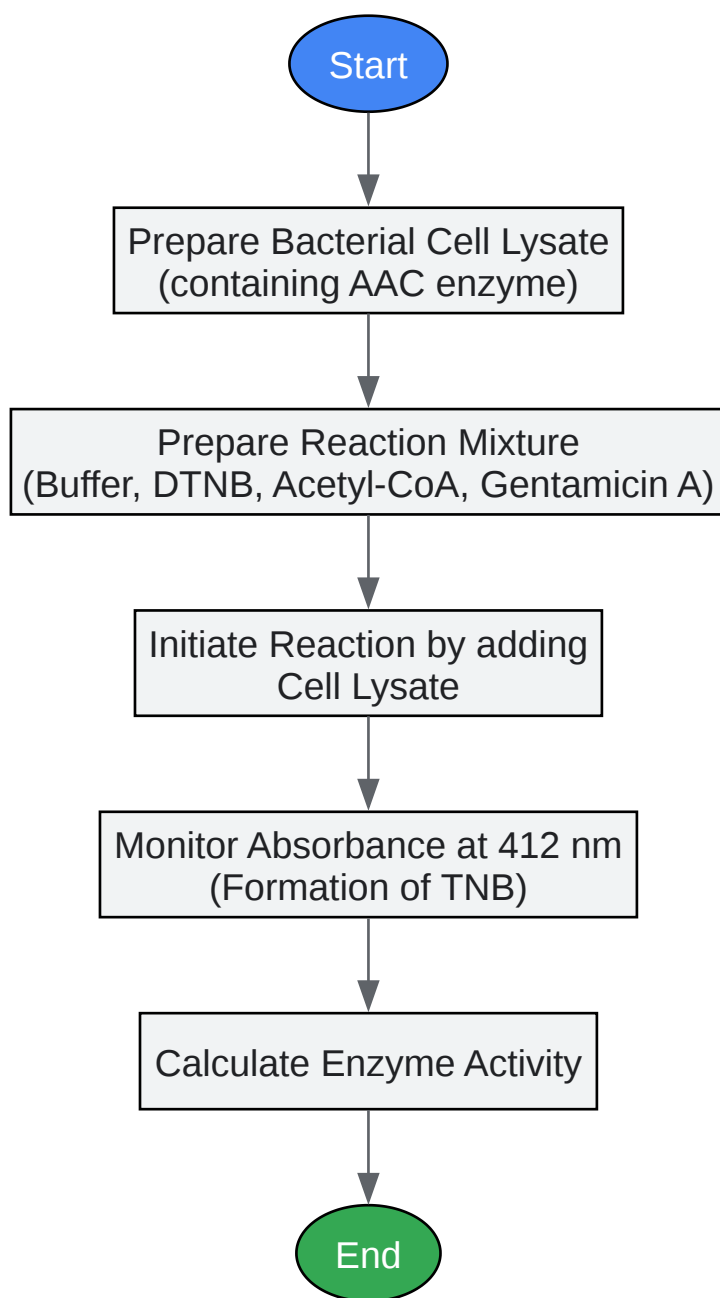 Start
Prepare Bacterial Cell Lysate
(containing AAC enzyme)
Prepare Reaction Mixture
(Buffer, DTNB, Acetyl-CoA, Gentamicin A)
Initiate Reaction by adding
Cell Lysate
Monitor Absorbance at 412 nm
(Formation of TNB)
Calculate Enzyme Activity
End